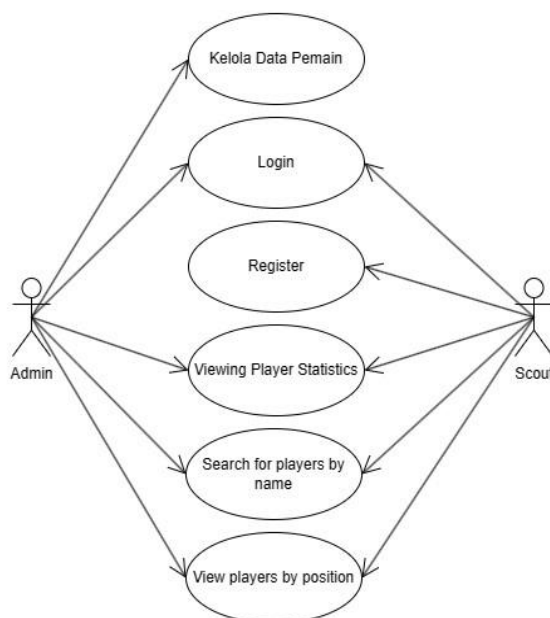 Kelola Data Pemain
Login
Register
Admin
Viewing Player Statistics
Scout
Search for players by
name
View players by position